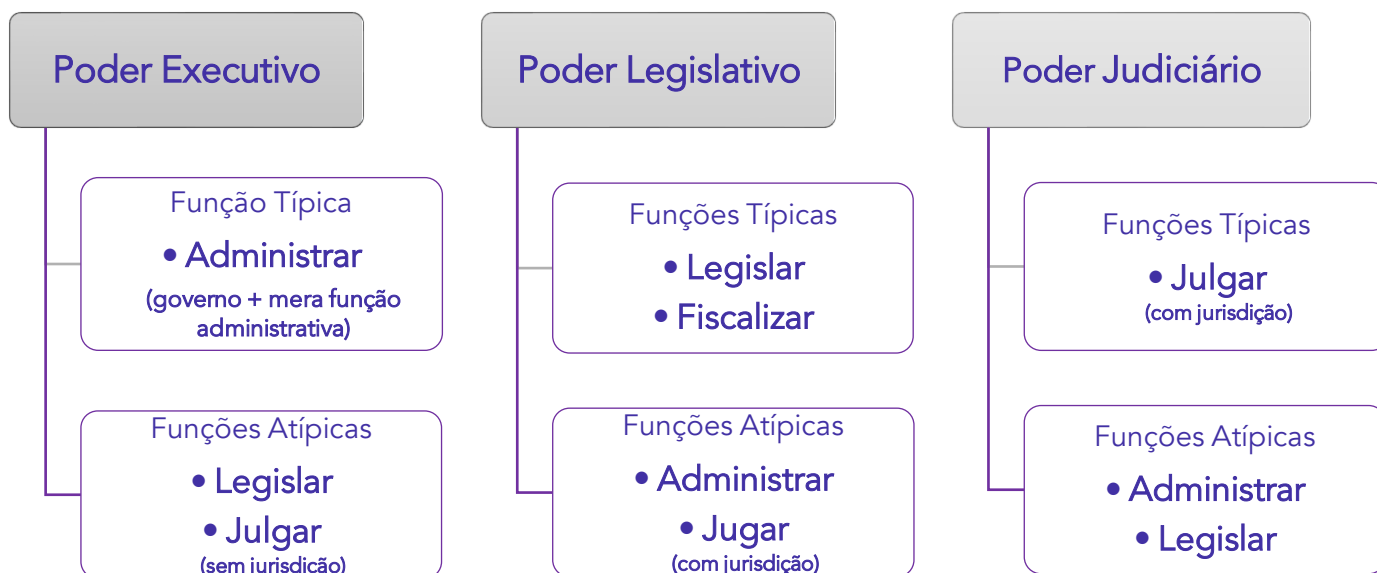 Poder Executivo
Função Típica
• Administrar
(governo + mera função
administrativa)
Funções Atípicas
• Legislar
• Julgar
(sem jurisdição)
Poder Legislativo
Funções Típicas
• Legislar
• Fiscalizar
Funções Atípicas
• Administrar
• Jugar
(com jurisdição)
Poder Judiciário
Funções Típicas
• Julgar
(com jurisdição)
Funções Atípicas
• Administrar
• Legislar